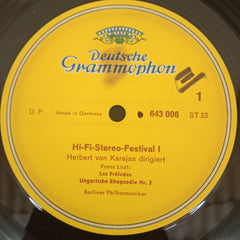 Deutsche
Grammophon
1
D. P.
Made in Germany
643 006
ST 33
Hi-Fi-Stereo-Festival I
Herbert von Karajan dirigiert
Franz Liszt:
Les Préludes
Ungarische Rhapsodie Nr. 2
Berliner Philharmoniker